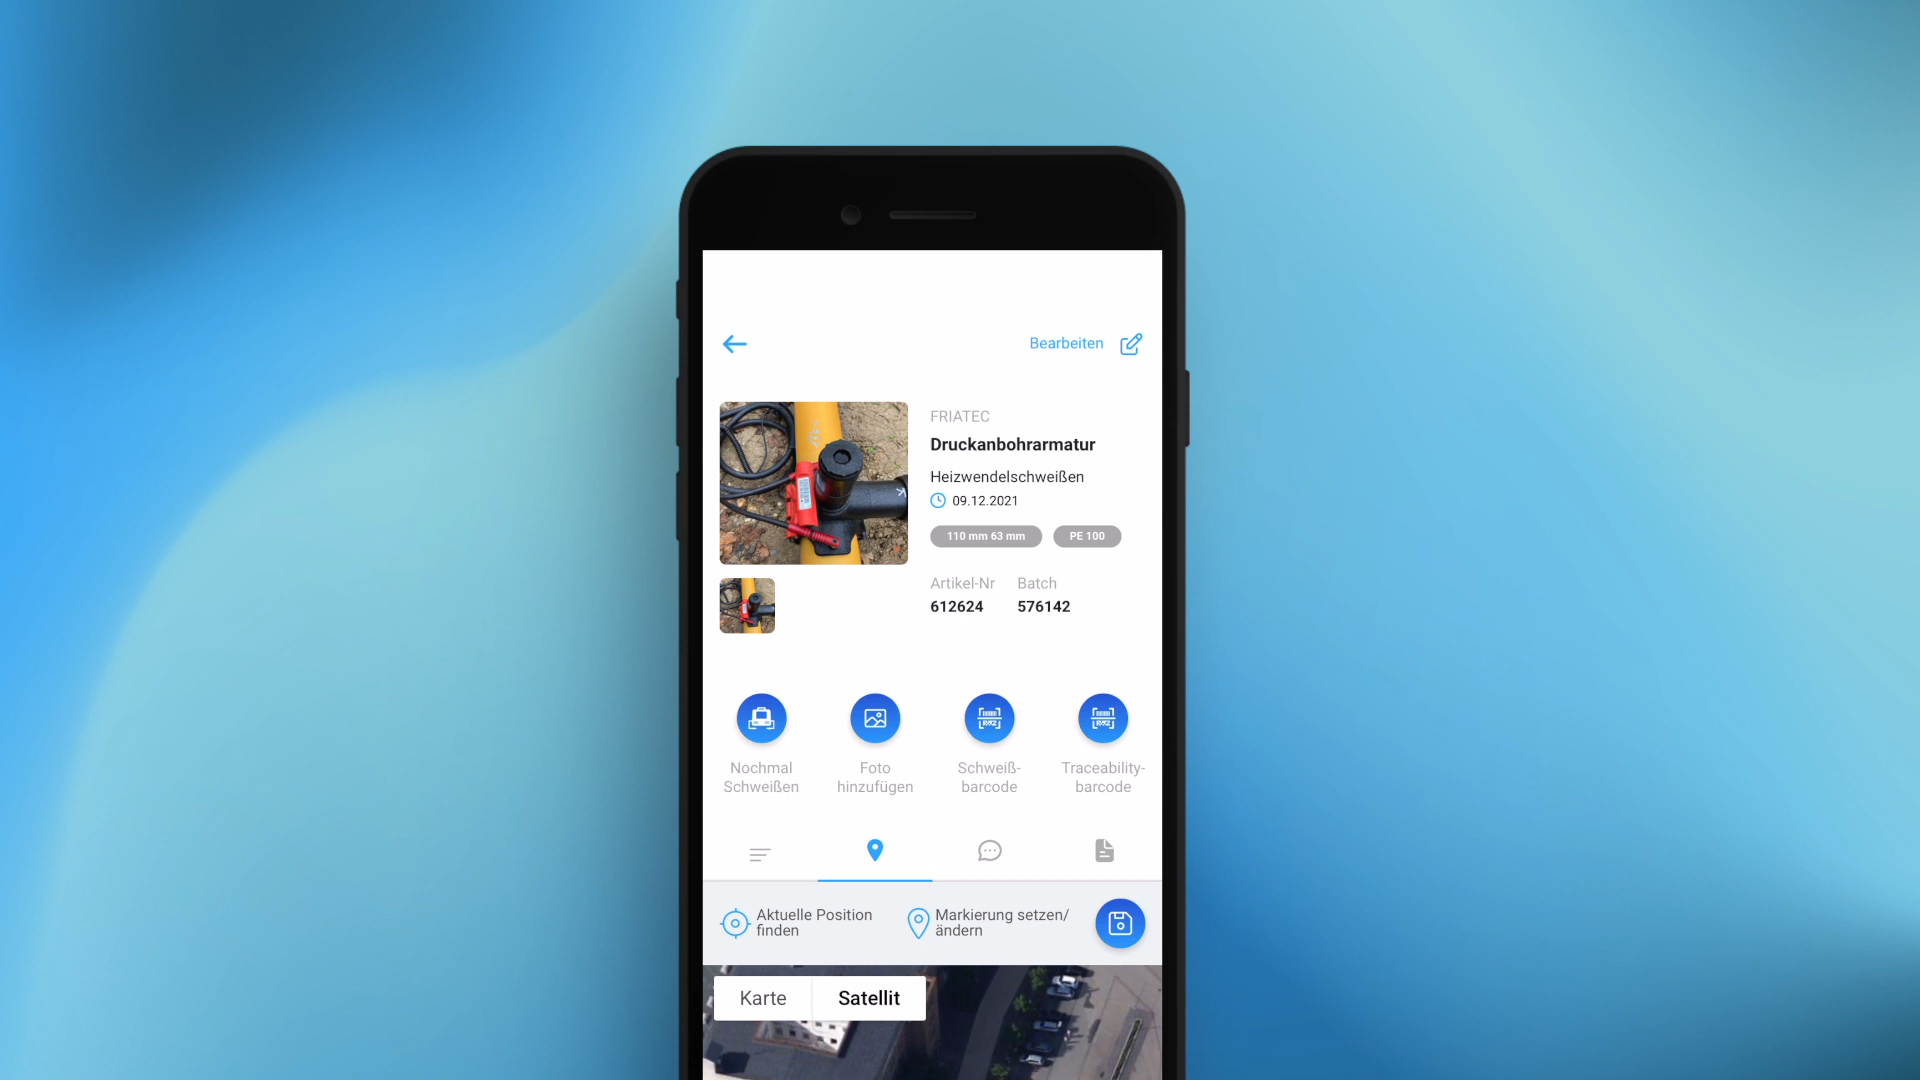 Bearbeiten
FRIATEC
Druckanbohrarmatur
Heizwendelschweißen
09.12.2021
110 mm 63 mm PE 100
Artikel-Nr Batch
612624 576142
Nochmal
Schweißen
Foto
hinzufügen
Schweiß-
barcode
Traceability-
barcode
Aktuelle Position
finden
Markierung setzen/
ändern
Karte Satellit